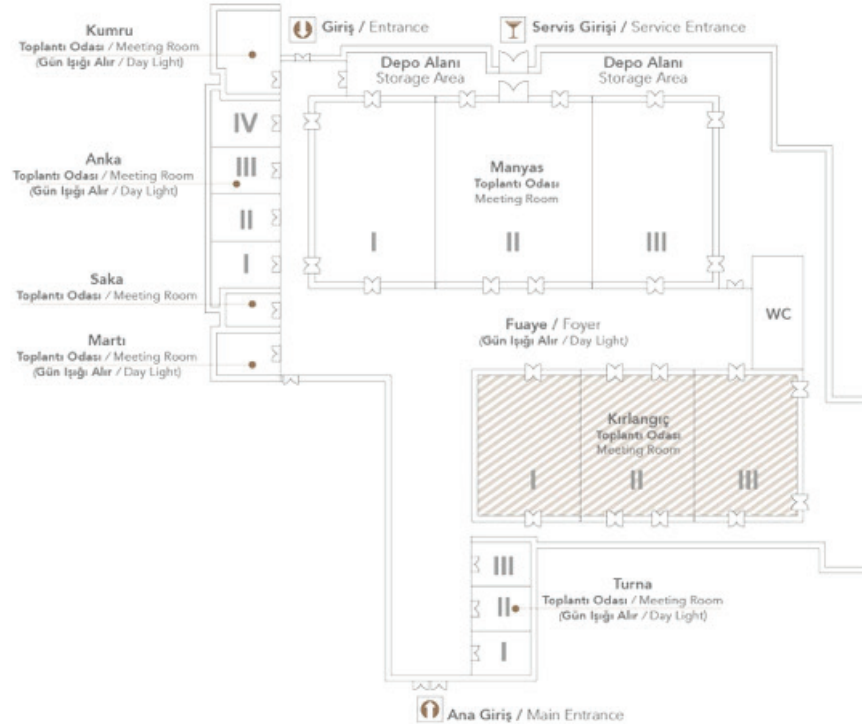 Kumru
Toplantı Odası / Meeting Room
(Gün Işığı Alır / Day Light)
Giriş / Entrance
Servis Girişi / Service Entrance
Depo Alanı
Storage Area
Depo Alanı
Storage Area
IV
III
II
I
Anka
Toplantı Odası / Meeting Room
(Gün Işığı Alır / Day Light)
Manyas
Toplantı Odası
Meeting Room
I
II
III
Saka
Toplantı Odası / Meeting Room
Martı
Toplantı Odası / Meeting Room
(Gün Işığı Alır / Day Light)
Fuaye / Foyer
(Gün Işığı Alır / Day Light)
WC
Kırlangıç
Toplantı Odası
Meeting Room
I
II
III
III
II
I
Turna
Toplantı Odası / Meeting Room
(Gün Işığı Alır / Day Light)
Ana Giriş / Main Entrance